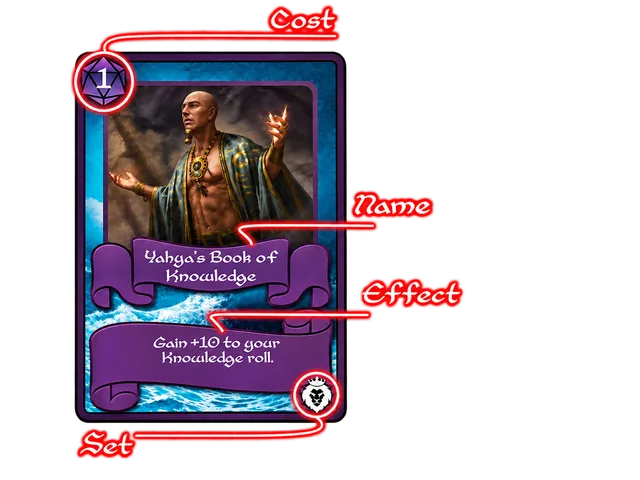 Cost
1
Name
Yahya's Book of
Knowledge
Effect
Gain +10 to your
Knowledge roll.
Set